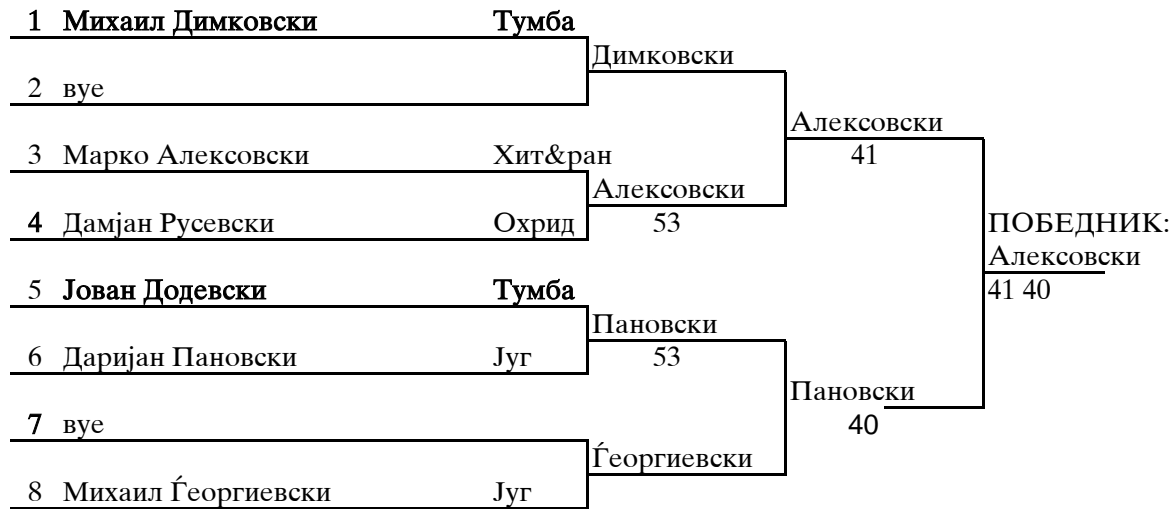 1 Михаил Димковски Тумба
Димковски
2 вуе
Алексовски
3 Марко Алексовски Хит&ран 41
Алексовски
4 Дамјан Русевски Охрид 53 ПОБЕДНИК:
Алексовски
5 Јован Додевски Тумба 41 40
Пановски
6 Даријан Пановски Југ 53
Пановски
7 вуе 40
Ѓеоргиевски
8 Михаил Ѓеоргиевски Југ